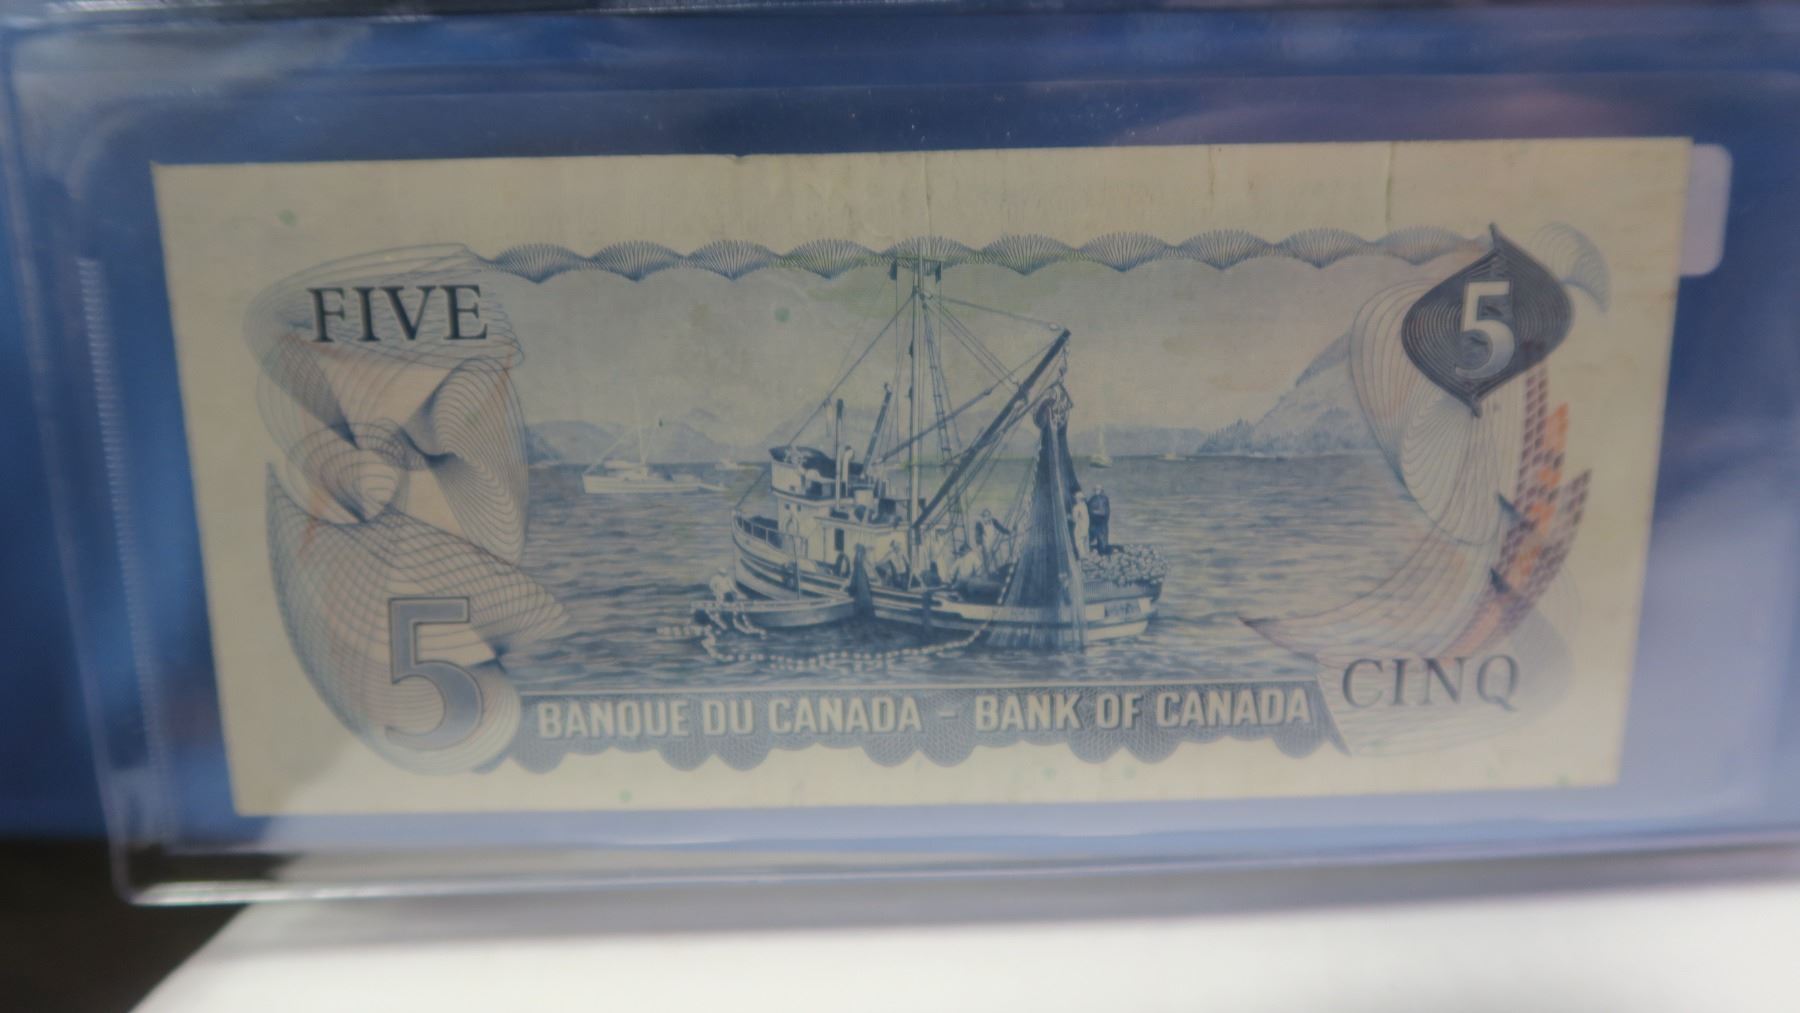 FIVE
5
5
BANQUE DU CANADA - BANK OF CANADA
CINQ